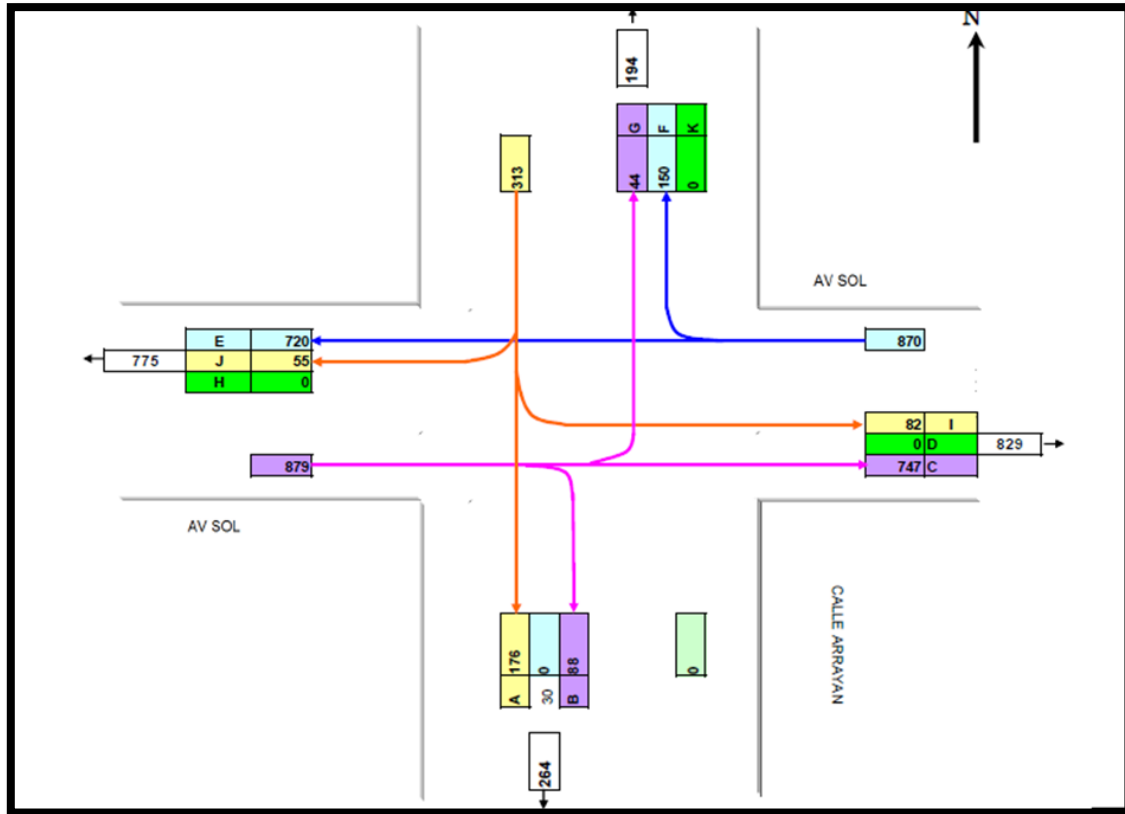 N
194
G F K
44 150 0
313
AV SOL
E 720
775 J 55
H 0
870
82 I
0 D 829
747 C
879
AV SOL
CALLE ARRAYAN
176 0 88
A 30 B
0
264